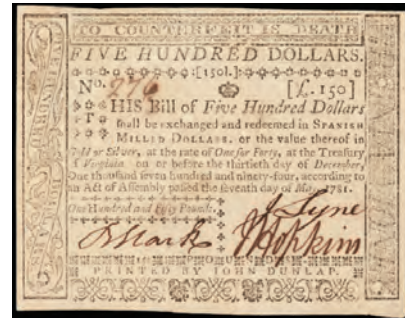 TO COUNTERFEIT IS DEATH
FIVE HUNDRED DOLLARS.
[150l.]
No. 276 [£.150]
THIS Bill of Five Hundred Dollars
shall be exchanged and redeemed in SPANISH
MILLED DOLLARS, or the value thereof in
Gold or Silver, at the rate of One for Forty, at the Treasury
of Virginia on or before the thirtieth day of December,
One thousand seven hundred and ninety-four, according to
an Act of Assembly passed the seventh day of May 1781.
One Hundred and Fifty Pounds.
J Lyne
J Hopkins
POUNDS
PRINTED BY JOHN DUNLAP.